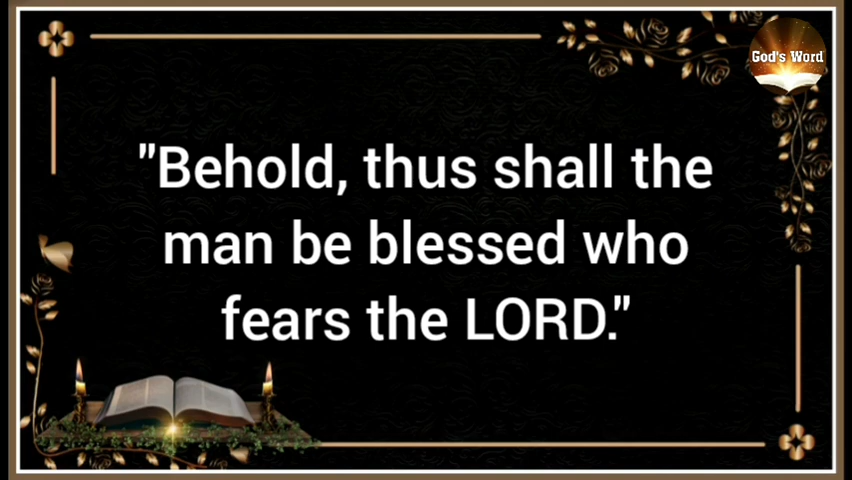 God's Word
"Behold, thus shall the
man be blessed who
fears the LORD."